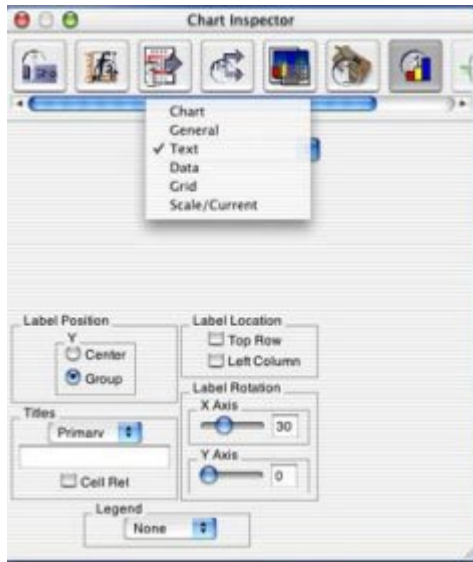 Chart Inspector
Chart
General
✓ Text
Data
Grid
Scale/Current
Label Position
Y
Center
Group
Label Location
Top Row
Left Column
Label Rotation
X Axis
30
Y Axis
0
Titles
Primary
Cell Ref
Legend
None